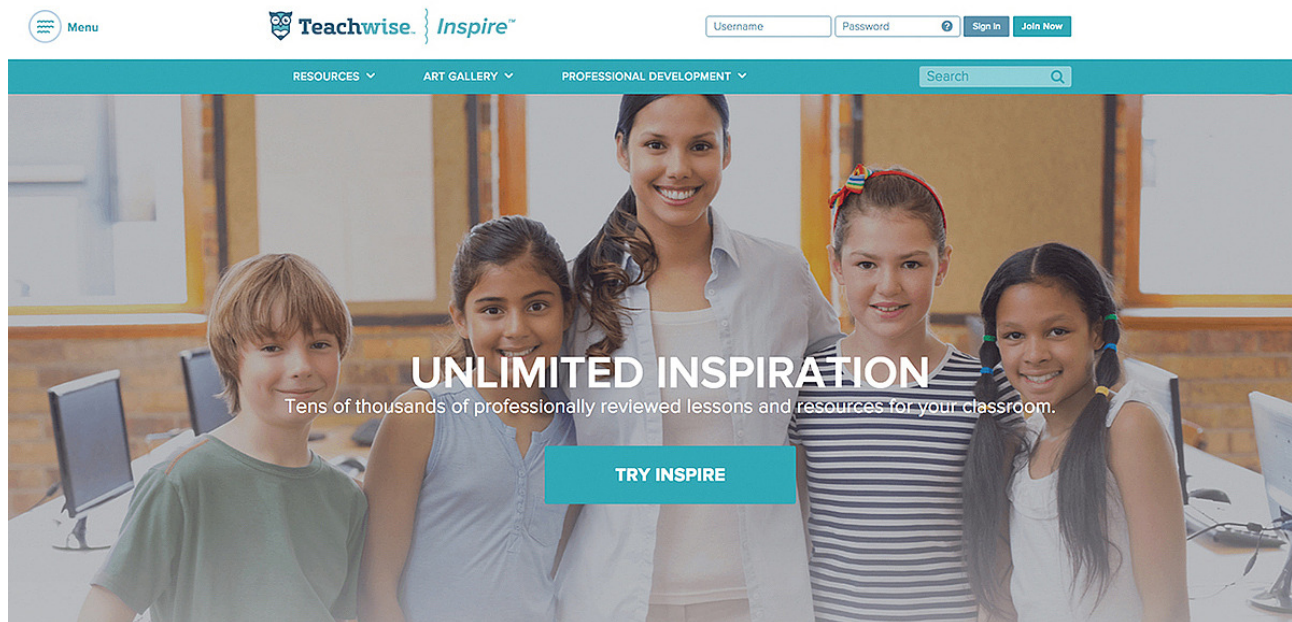 Menu
Teachwise™
Inspire™
Username
Password
?
Sign In
Join Now
RESOURCES
ART GALLERY
PROFESSIONAL DEVELOPMENT
Search
UNLIMITED INSPIRATION
Tens of thousands of professionally reviewed lessons and resources for your classroom.
TRY INSPIRE